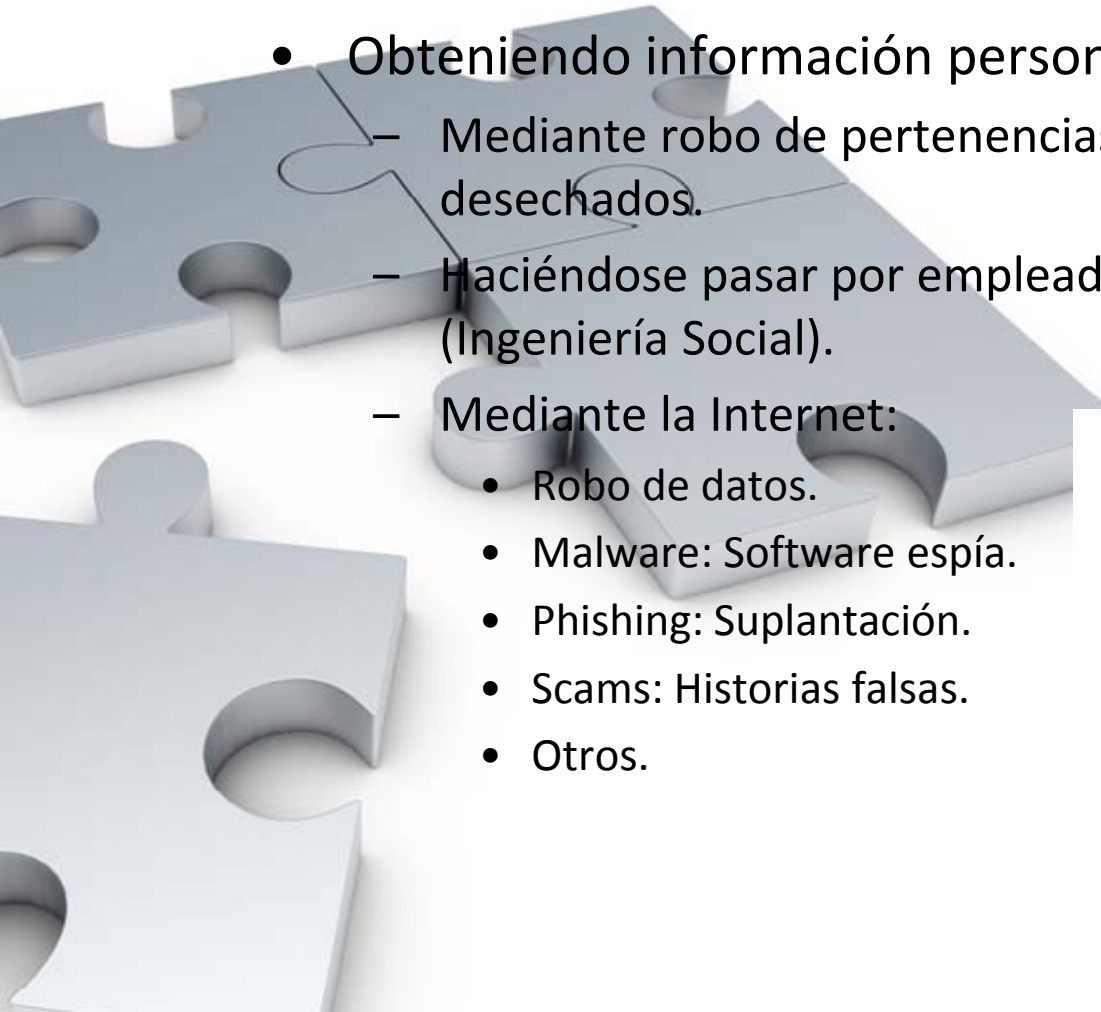 • Obteniendo información person
– Mediante robo de pertenencias
desechados.
– Haciéndose pasar por emplead
(Ingeniería Social).
– Mediante la Internet:
• Robo de datos.
• Malware: Software espía.
• Phishing: Suplantación.
• Scams: Historias falsas.
• Otros.